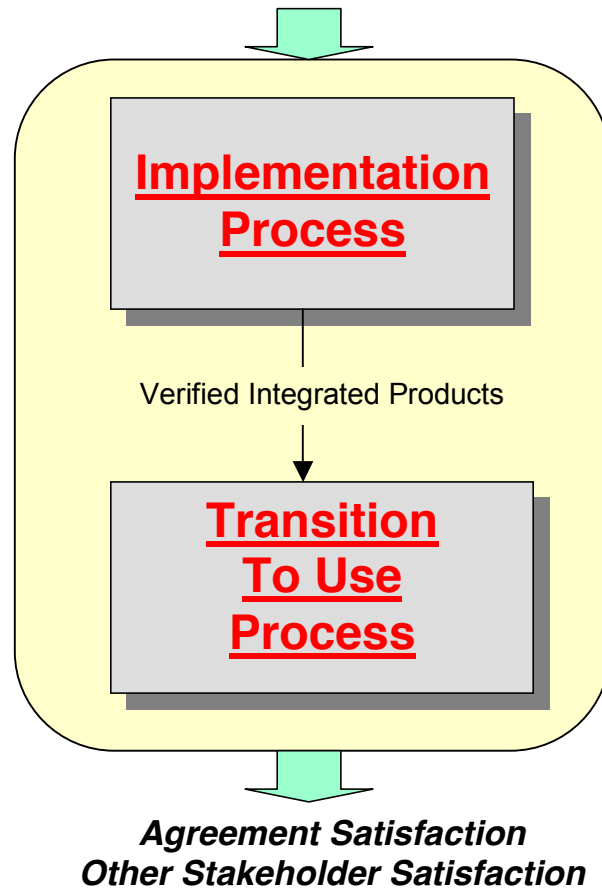 Implementation
Process
Verified Integrated Products
Transition
To Use
Process
Agreement Satisfaction
Other Stakeholder Satisfaction